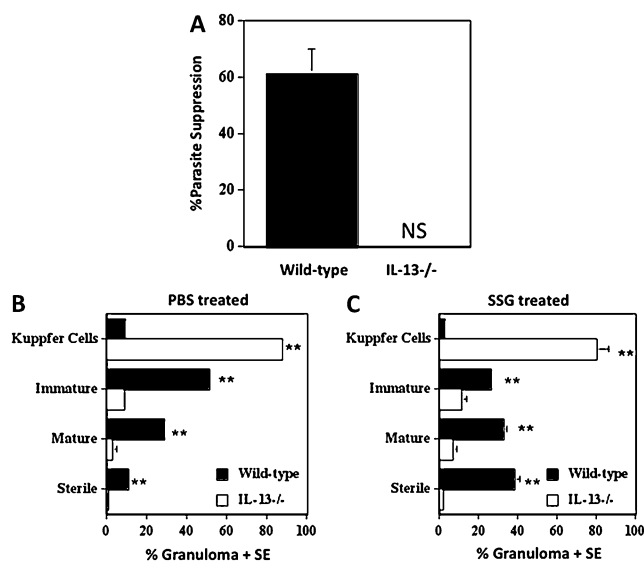 A
80
60
40
20
0
%Parasite Suppression
NS
Wild-type IL-13-/-
B
PBS treated
Kuppfer Cells
**
Immature
**
Mature
**
Sterile
**
Wild-type
IL-13-/-
0 20 40 60 80 100
% Granuloma + SE
C
SSG treated
Kuppfer Cells
**
Immature
**
Mature
**
Sterile
**
Wild-type
IL-13-/-
0 20 40 60 80 100
% Granuloma + SE